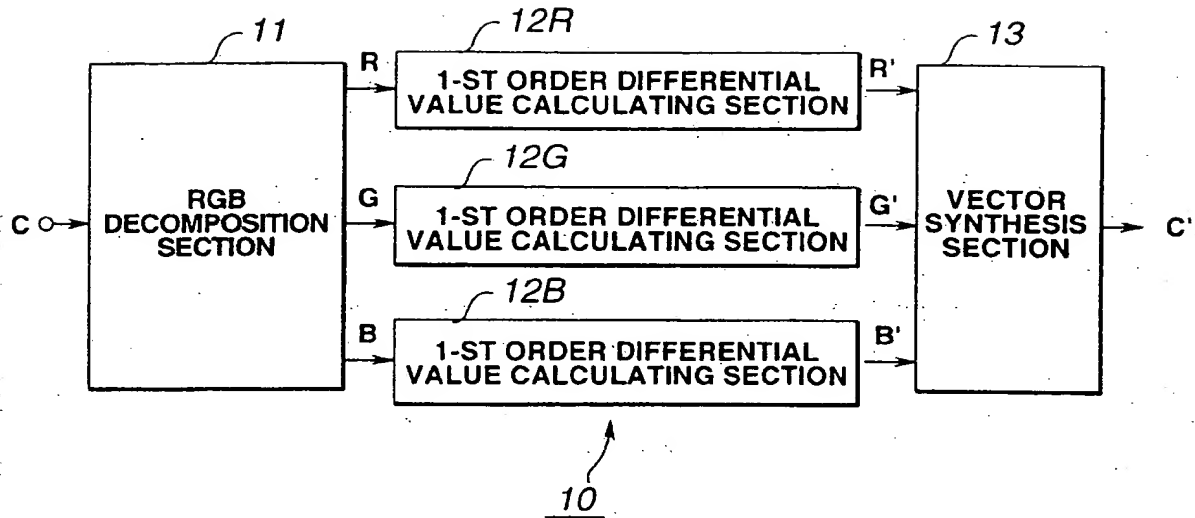 11
12R
13
R
1-ST ORDER DIFFERENTIAL
VALUE CALCULATING SECTION
R'
12G
C
RGB
DECOMPOSITION
SECTION
G
1-ST ORDER DIFFERENTIAL
VALUE CALCULATING SECTION
G'
VECTOR
SYNTHESIS
SECTION
C'
12B
B
1-ST ORDER DIFFERENTIAL
VALUE CALCULATING SECTION
B'
10